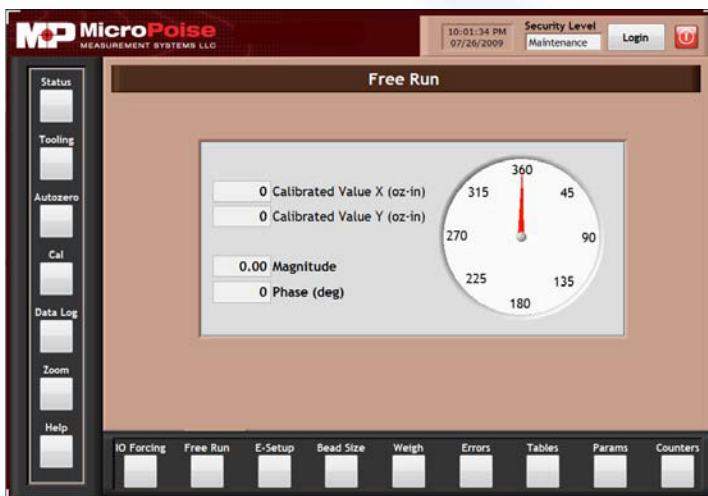 MP MicroPoise
MEASUREMENT SYSTEMS LLC
10:01:34 PM
07/26/2009
Security Level
Maintenance
Login
Free Run
Status
Tooling
Autozero
Cal
Data Log
Zoom
Help
0 Calibrated Value X (oz-in)
0 Calibrated Value Y (oz-in)
0.00 Magnitude
0 Phase (deg)
360
45
90
135
180
225
270
315
IO Forcing
Free Run
E-Setup
Bead Size
Weigh
Errors
Tables
Params
Counters